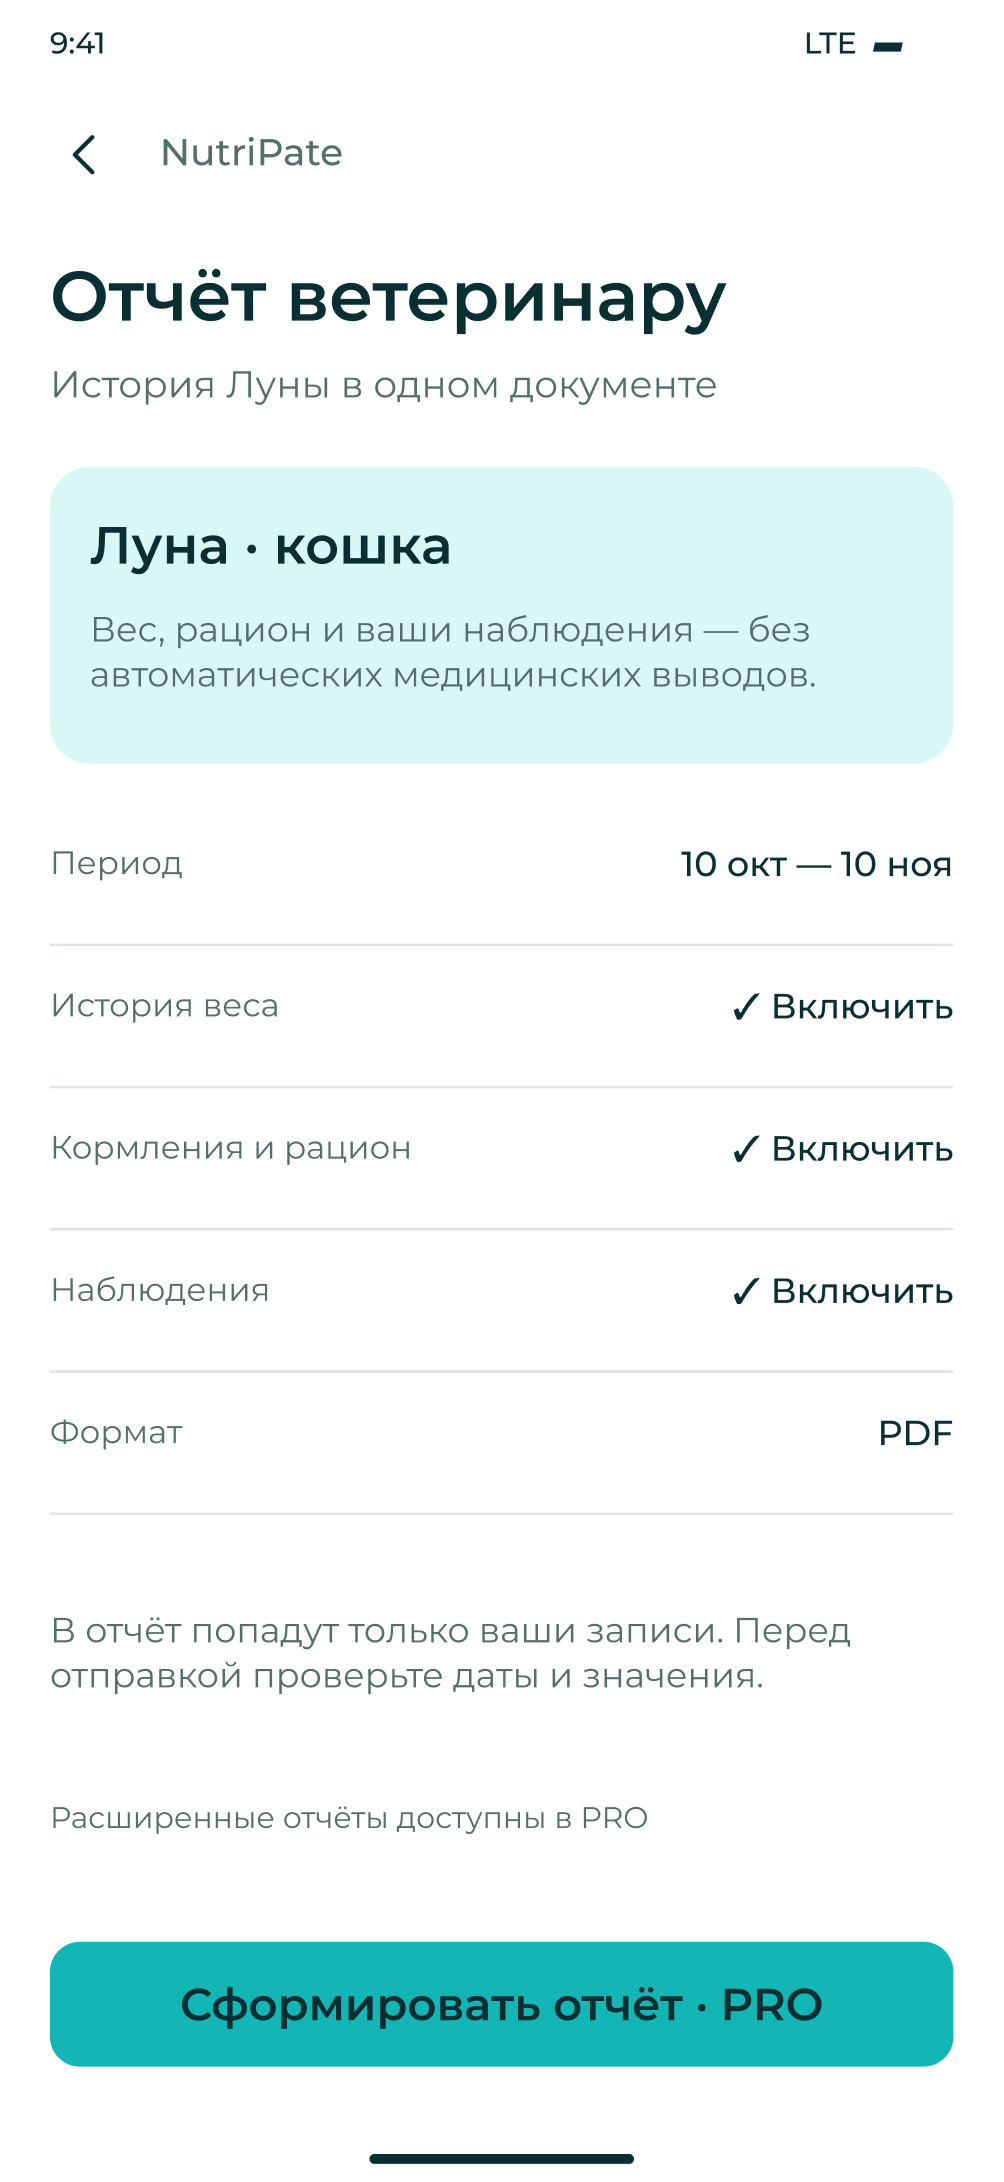 9:41
LTE
NutriPate
Отчёт ветеринару
История Луны в одном документе
Луна · кошка
Вес, рацион и ваши наблюдения — без
автоматических медицинских выводов.
Период
10 окт — 10 ноя
История веса
✓ Включить
Кормления и рацион
✓ Включить
Наблюдения
✓ Включить
Формат
PDF
В отчёт попадут только ваши записи. Перед
отправкой проверьте даты и значения.
Расширенные отчёты доступны в PRO
Сформировать отчёт · PRO